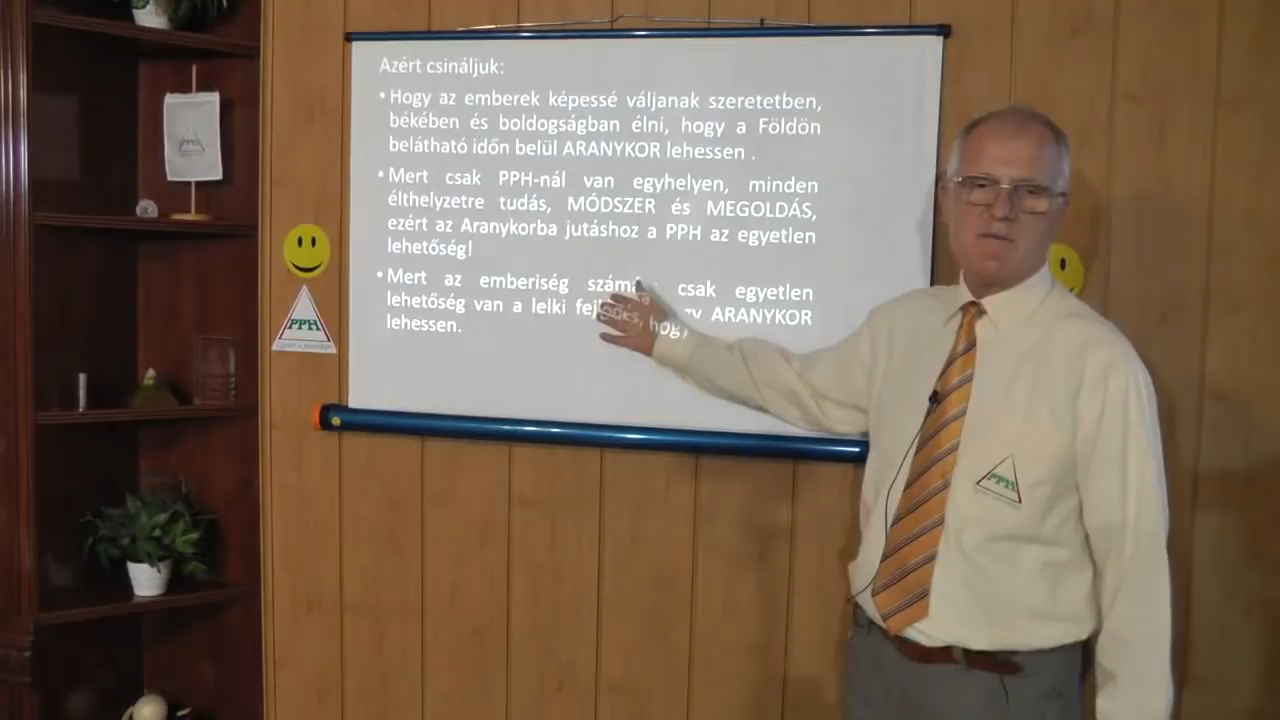 Azért csináljuk:
• Hogy az emberek képessé váljanak szeretetben,
békében és boldogságban élni, hogy a Földön
belátható időn belül ARANYKOR lehessen .
• Mert csak PPH-nál van egyhelyen, minden
élthelyzetre tudás, MÓDSZER és MEGOLDÁS,
ezért az Aranykorba jutáshoz a PPH az egyetlen
lehetőség!
• Mert az emberiség számára csak egyetlen
lehetőség van a lelki fejlődés, hogy ARANYKOR
lehessen.
PPH
PPH